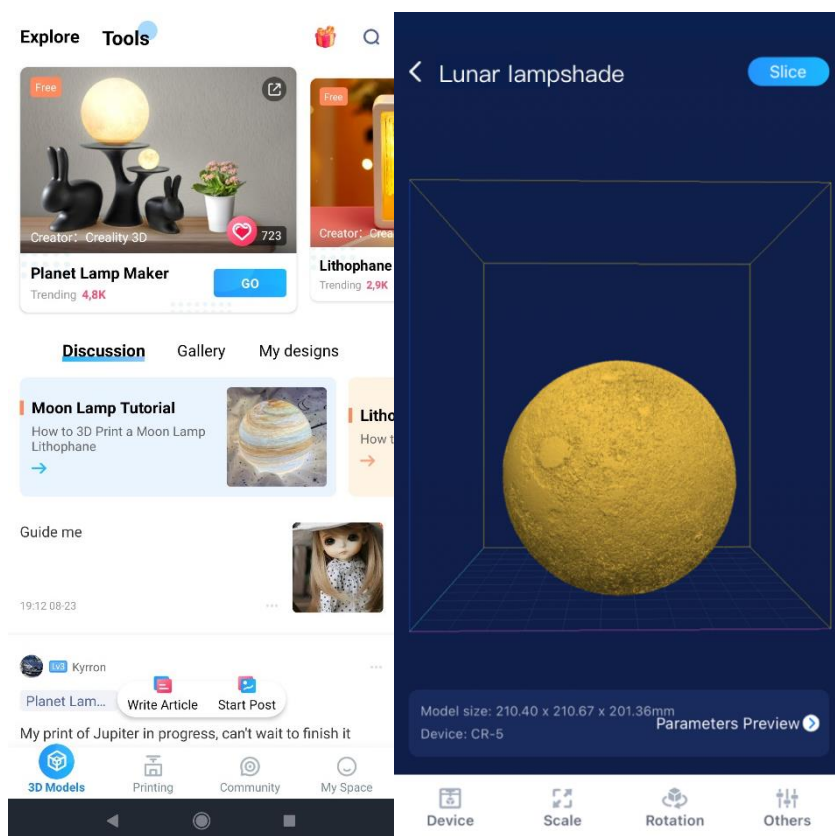 Explore Tools
Free
Creator： Creality 3D
723
Planet Lamp Maker
Trending 4,8K
GO
Free
Creator： Crea
Lithophane
Trending 2,9K
Discussion Gallery My designs
Moon Lamp Tutorial
How to 3D Print a Moon Lamp
Lithophane
Litho
How t
Guide me
19:12 08-23
Lv3 Kyrron
Planet Lam...
Write Article Start Post
My print of Jupiter in progress, can't wait to finish it
3D Models Printing Community My Space
Lunar lampshade
Slice
Model size: 210.40 x 210.67 x 201.36mm
Device: CR-5
Parameters Preview
Device Scale Rotation Others